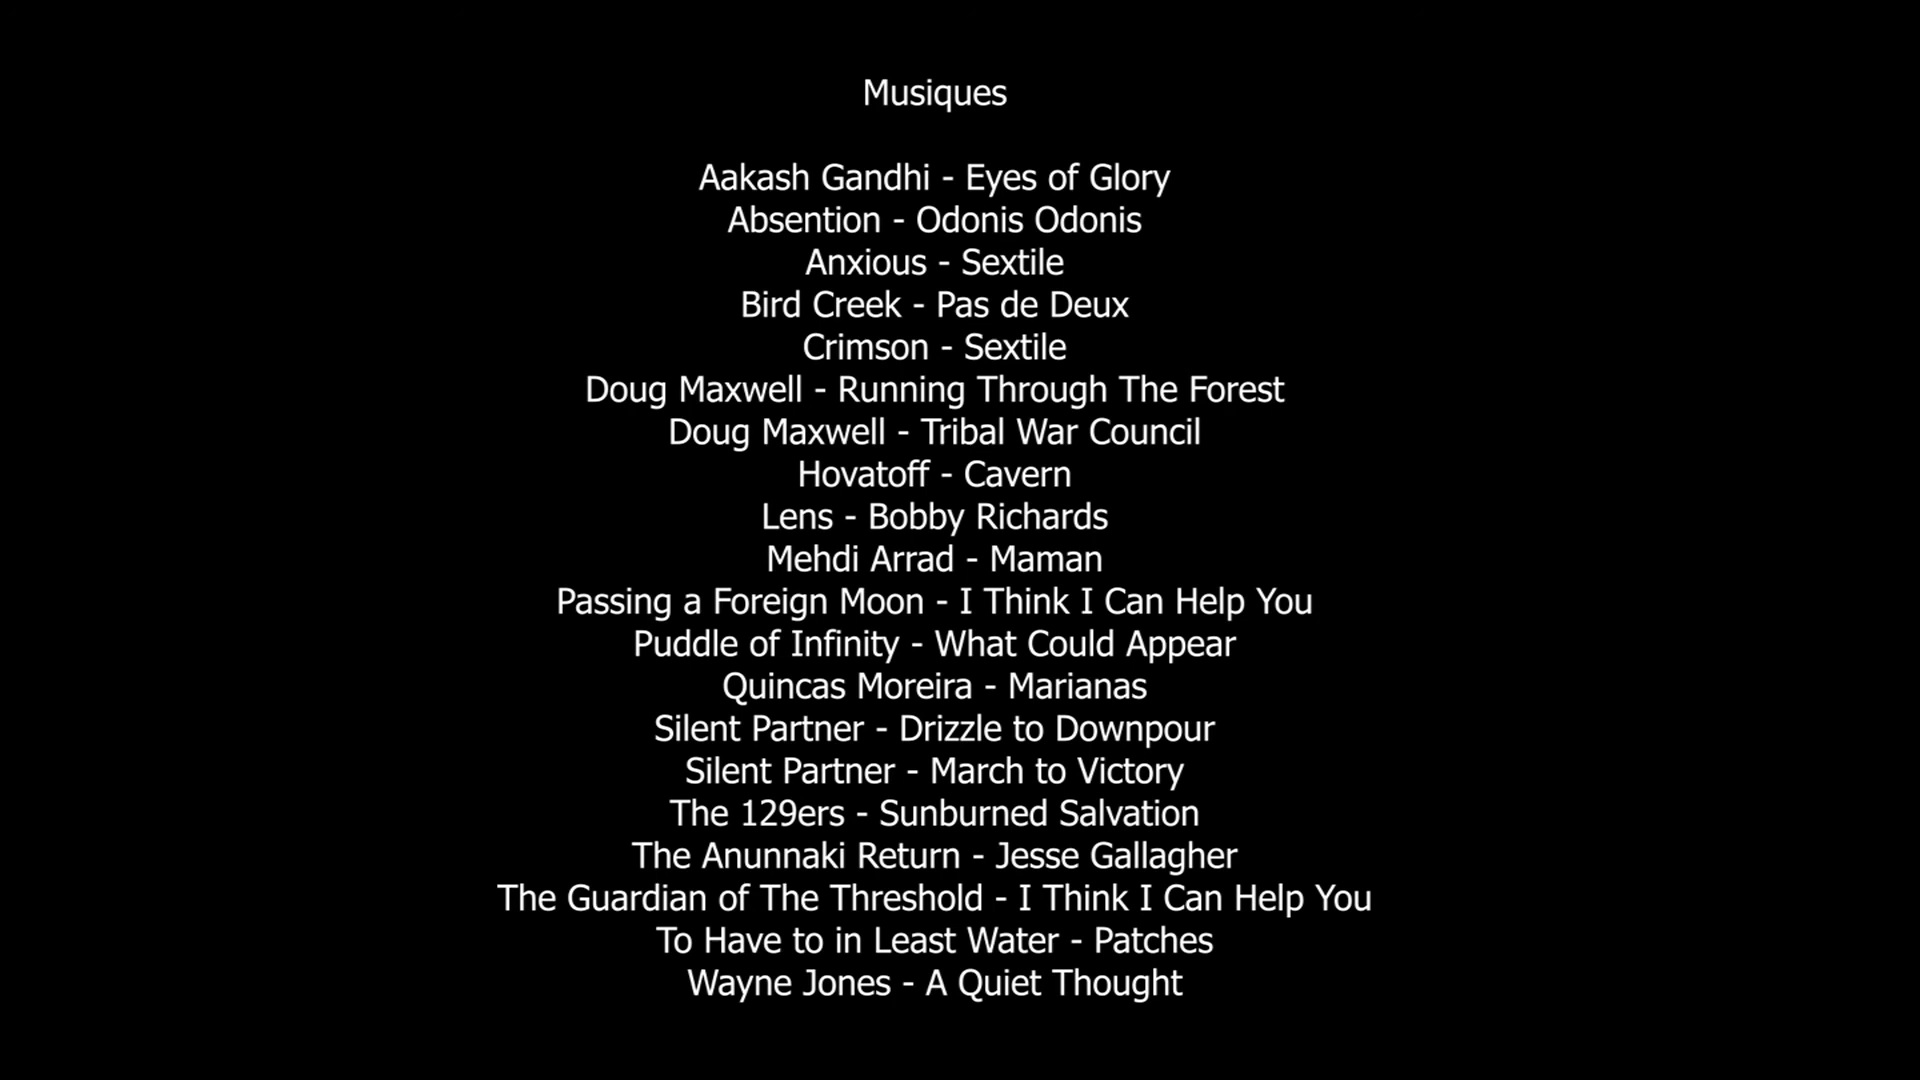 Musiques
Aakash Gandhi - Eyes of Glory
Absention - Odonis Odonis
Anxious - Sextile
Bird Creek - Pas de Deux
Crimson - Sextile
Doug Maxwell - Running Through The Forest
Doug Maxwell - Tribal War Council
Hovatoff - Cavern
Lens - Bobby Richards
Mehdi Arrad - Maman
Passing a Foreign Moon - I Think I Can Help You
Puddle of Infinity - What Could Appear
Quincas Moreira - Marianas
Silent Partner - Drizzle to Downpour
Silent Partner - March to Victory
The 129ers - Sunburned Salvation
The Anunnaki Return - Jesse Gallagher
The Guardian of The Threshold - I Think I Can Help You
To Have to in Least Water - Patches
Wayne Jones - A Quiet Thought